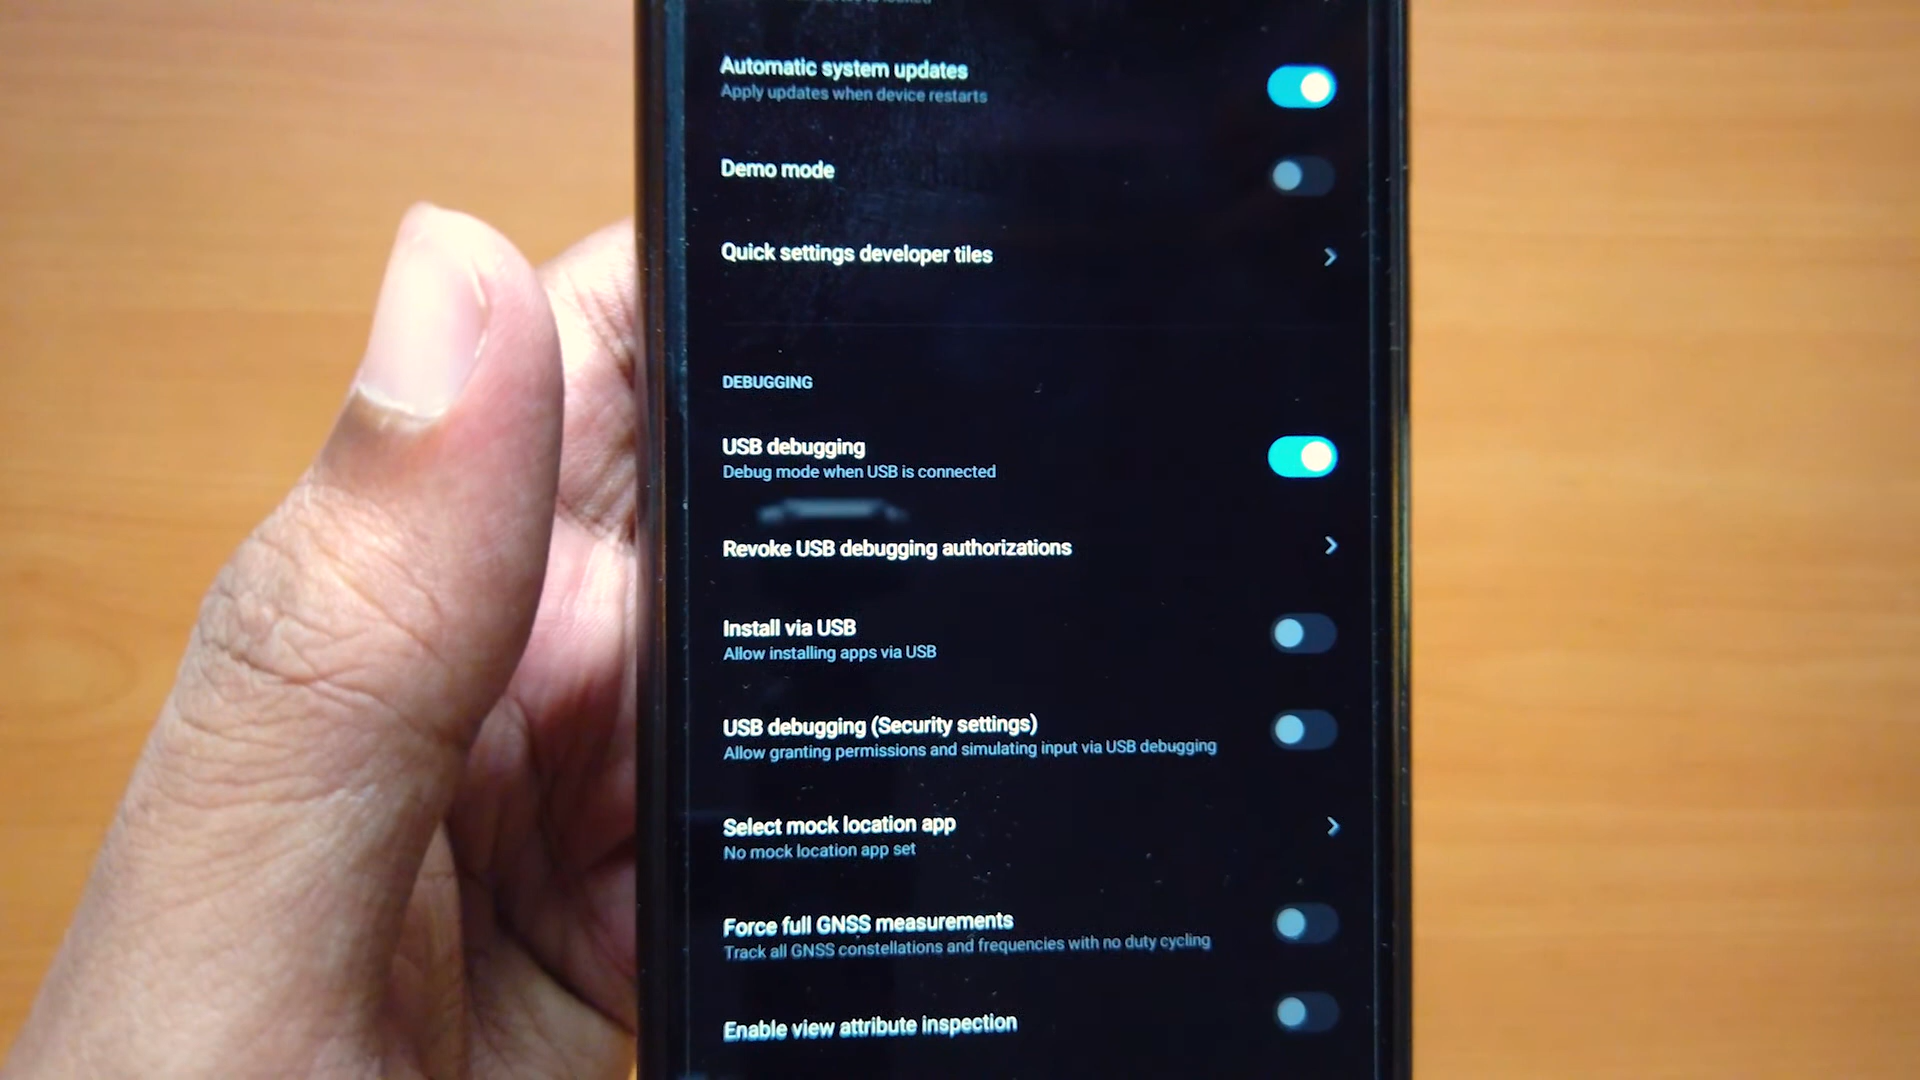 Automatic system updates
Apply updates when device restarts
Demo mode
Quick settings developer tiles
DEBUGGING
USB debugging
Debug mode when USB is connected
Revoke USB debugging authorizations
Install via USB
Allow installing apps via USB
USB debugging (Security settings)
Allow granting permissions and simulating input via USB debugging
Select mock location app
No mock location app set
Force full GNSS measurements
Track all GNSS constellations and frequencies with no duty cycling
Enable view attribute inspection